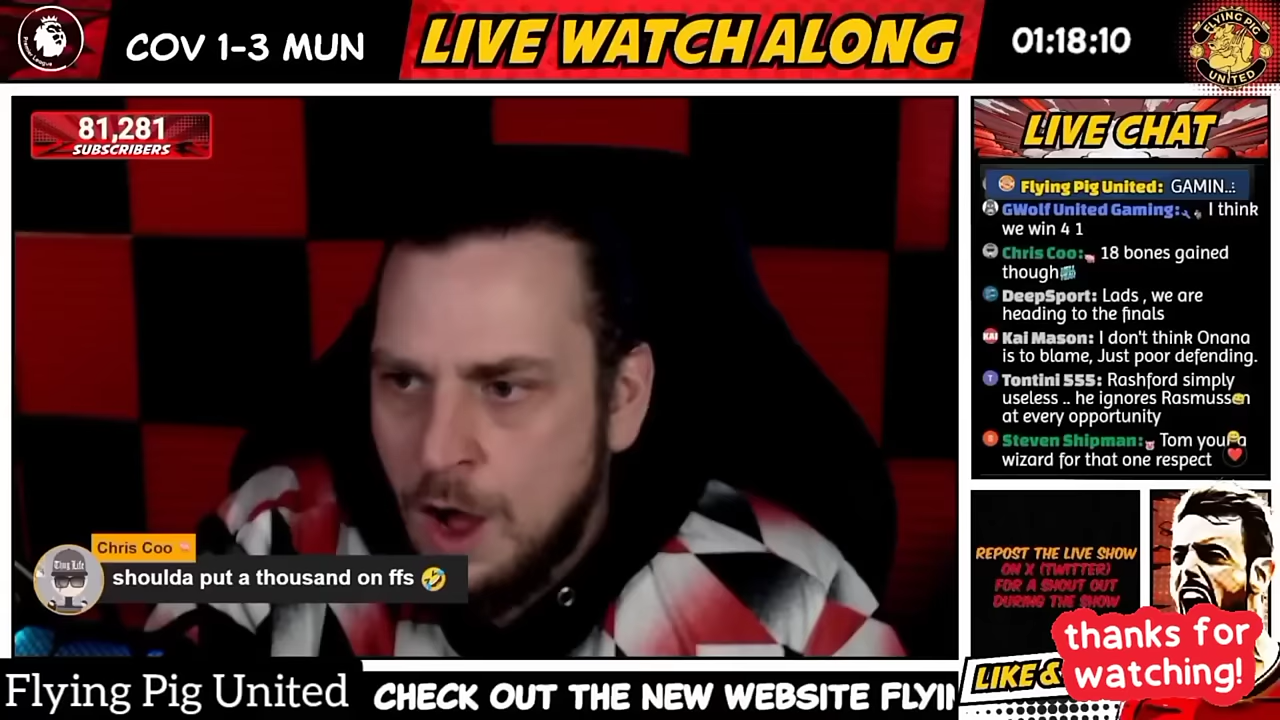 COV 1-3 MUN
LIVE WATCH ALONG
01:18:10
FLYING PIG
UNITED
81,281
SUBSCRIBERS
LIVE CHAT
Flying Pig United: GAMIN...
GWolf United Gaming: I think
we win 4 1
Chris Coo: 18 bones gained
though
DeepSport: Lads , we are
heading to the finals
KAI
Kai Mason: I don't think Onana
is to blame, Just poor defending.
T
Tontini 555: Rashford simply
useless .. he ignores Rasmussen
at every opportunity
Steven Shipman: Tom your a
wizard for that one respect
Chris Coo
Thug Life
shoulda put a thousand on ffs 🤣
REPOST THE LIVE SHOW
ON X (TWITTER)
FOR A SHOUT OUT
DURING THE SHOW
thanks for
watching!
LIKE &
Flying Pig United
CHECK OUT THE NEW WEBSITE FLYIN